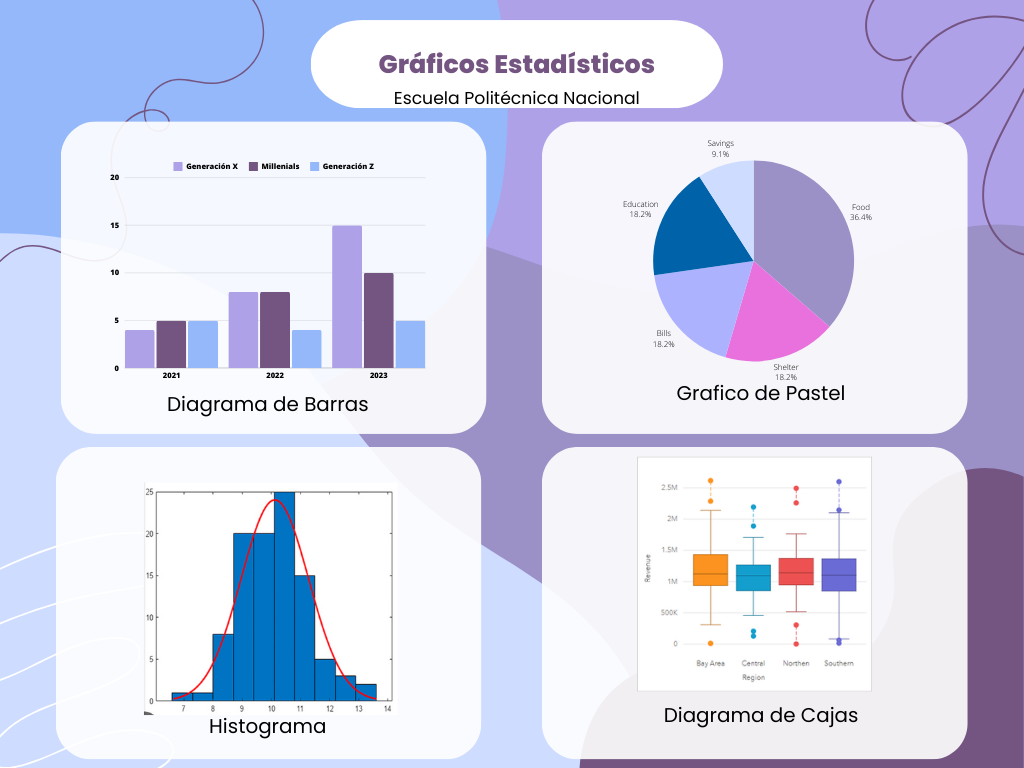 Gráficos Estadísticos
Escuela Politécnica Nacional
Generación X Millenials Generación Z
20
15
10
5
0
2021 2022 2023
Diagrama de Barras
Savings
9.1%
Food
36.4%
Education
18.2%
Bills
18.2%
Shelter
18.2%
Grafico de Pastel
25
20
15
10
5
0
7 8 9 10 11 12 13 14
Histograma
2.5M
2M
1.5M
1M
500K
0
Revenue
Bay Area Central Northen Southern
Region
Diagrama de Cajas